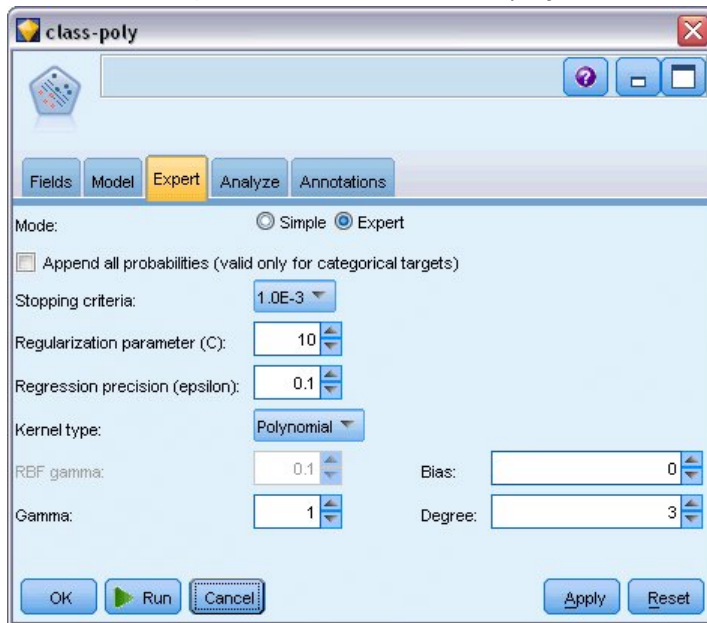 class-poly
Fields Model Expert Analyze Annotations
Mode: Simple Expert
Append all probabilities (valid only for categorical targets)
Stopping criteria: 1.0E-3
Regularization parameter (C): 10
Regression precision (epsilon): 0.1
Kernel type: Polynomial
RBF gamma: 0.1 Bias: 0
Gamma: 1 Degree: 3
OK Run Cancel Apply Reset